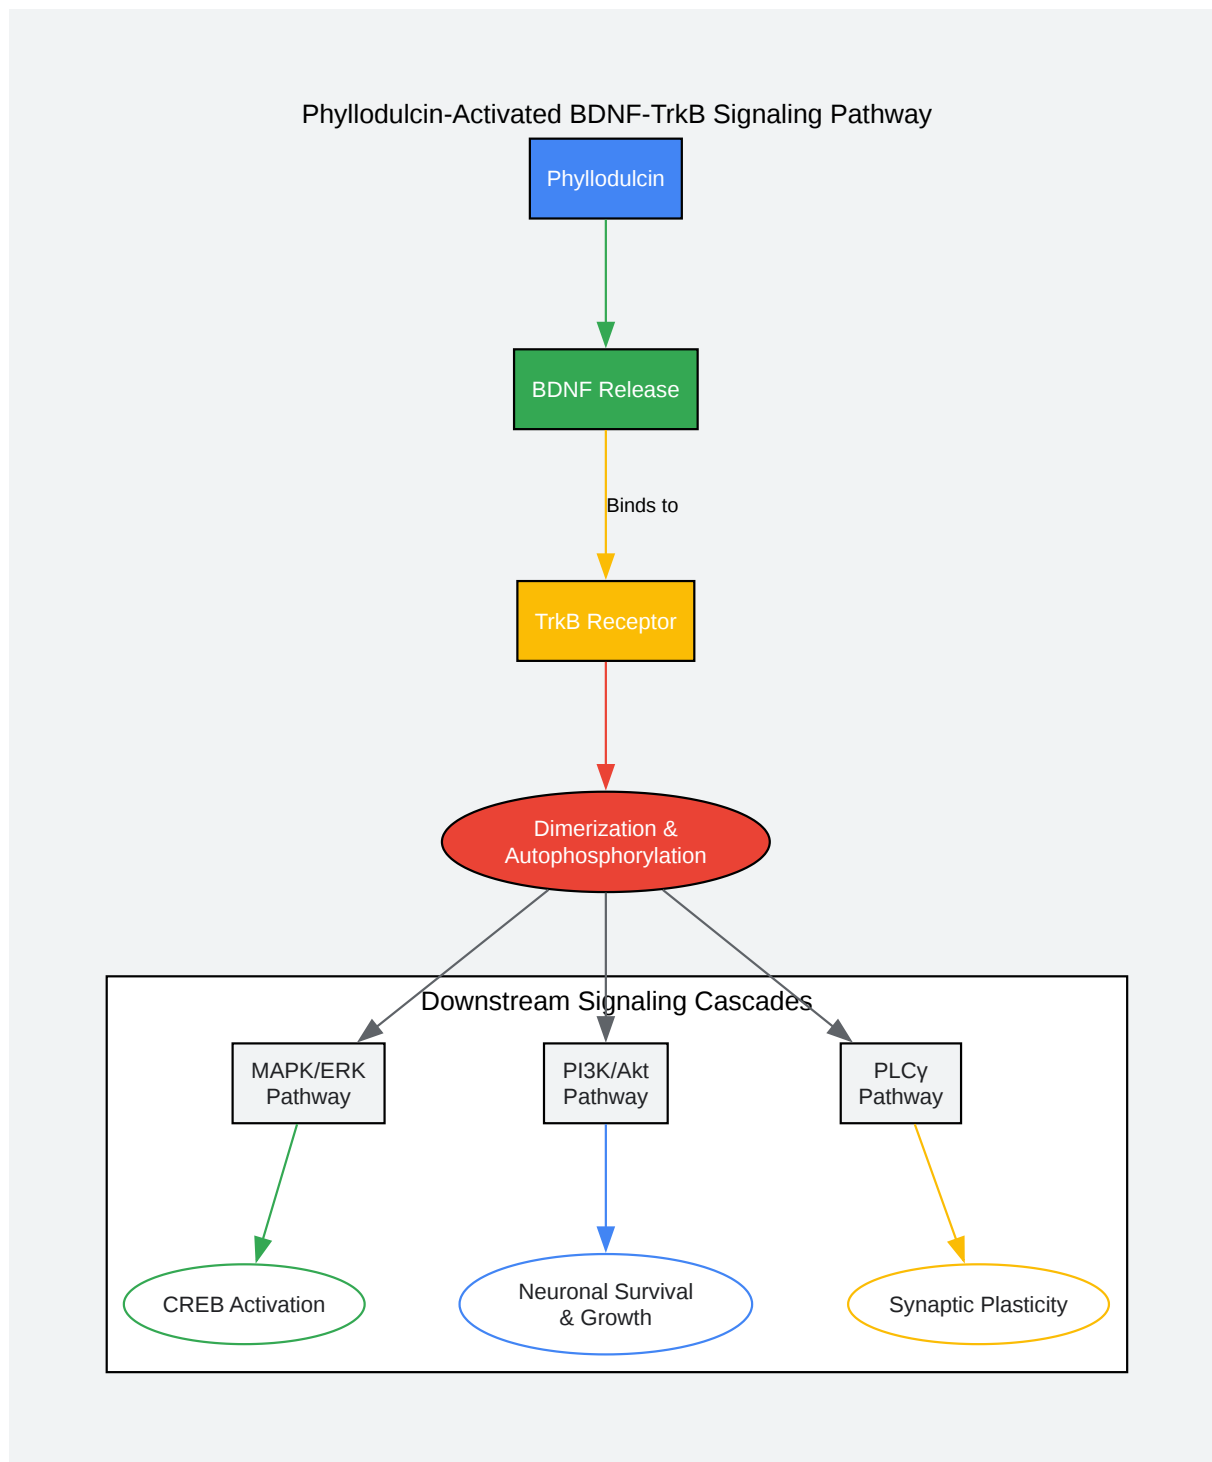 Phyllodulcin-Activated BDNF-TrkB Signaling Pathway
Phyllodulcin
BDNF Release
Binds to
TrkB Receptor
Dimerization &
Autophosphorylation
Downstream Signaling Cascades
MAPK/ERK
Pathway
PI3K/Akt
Pathway
PLCγ
Pathway
CREB Activation
Neuronal Survival
& Growth
Synaptic Plasticity